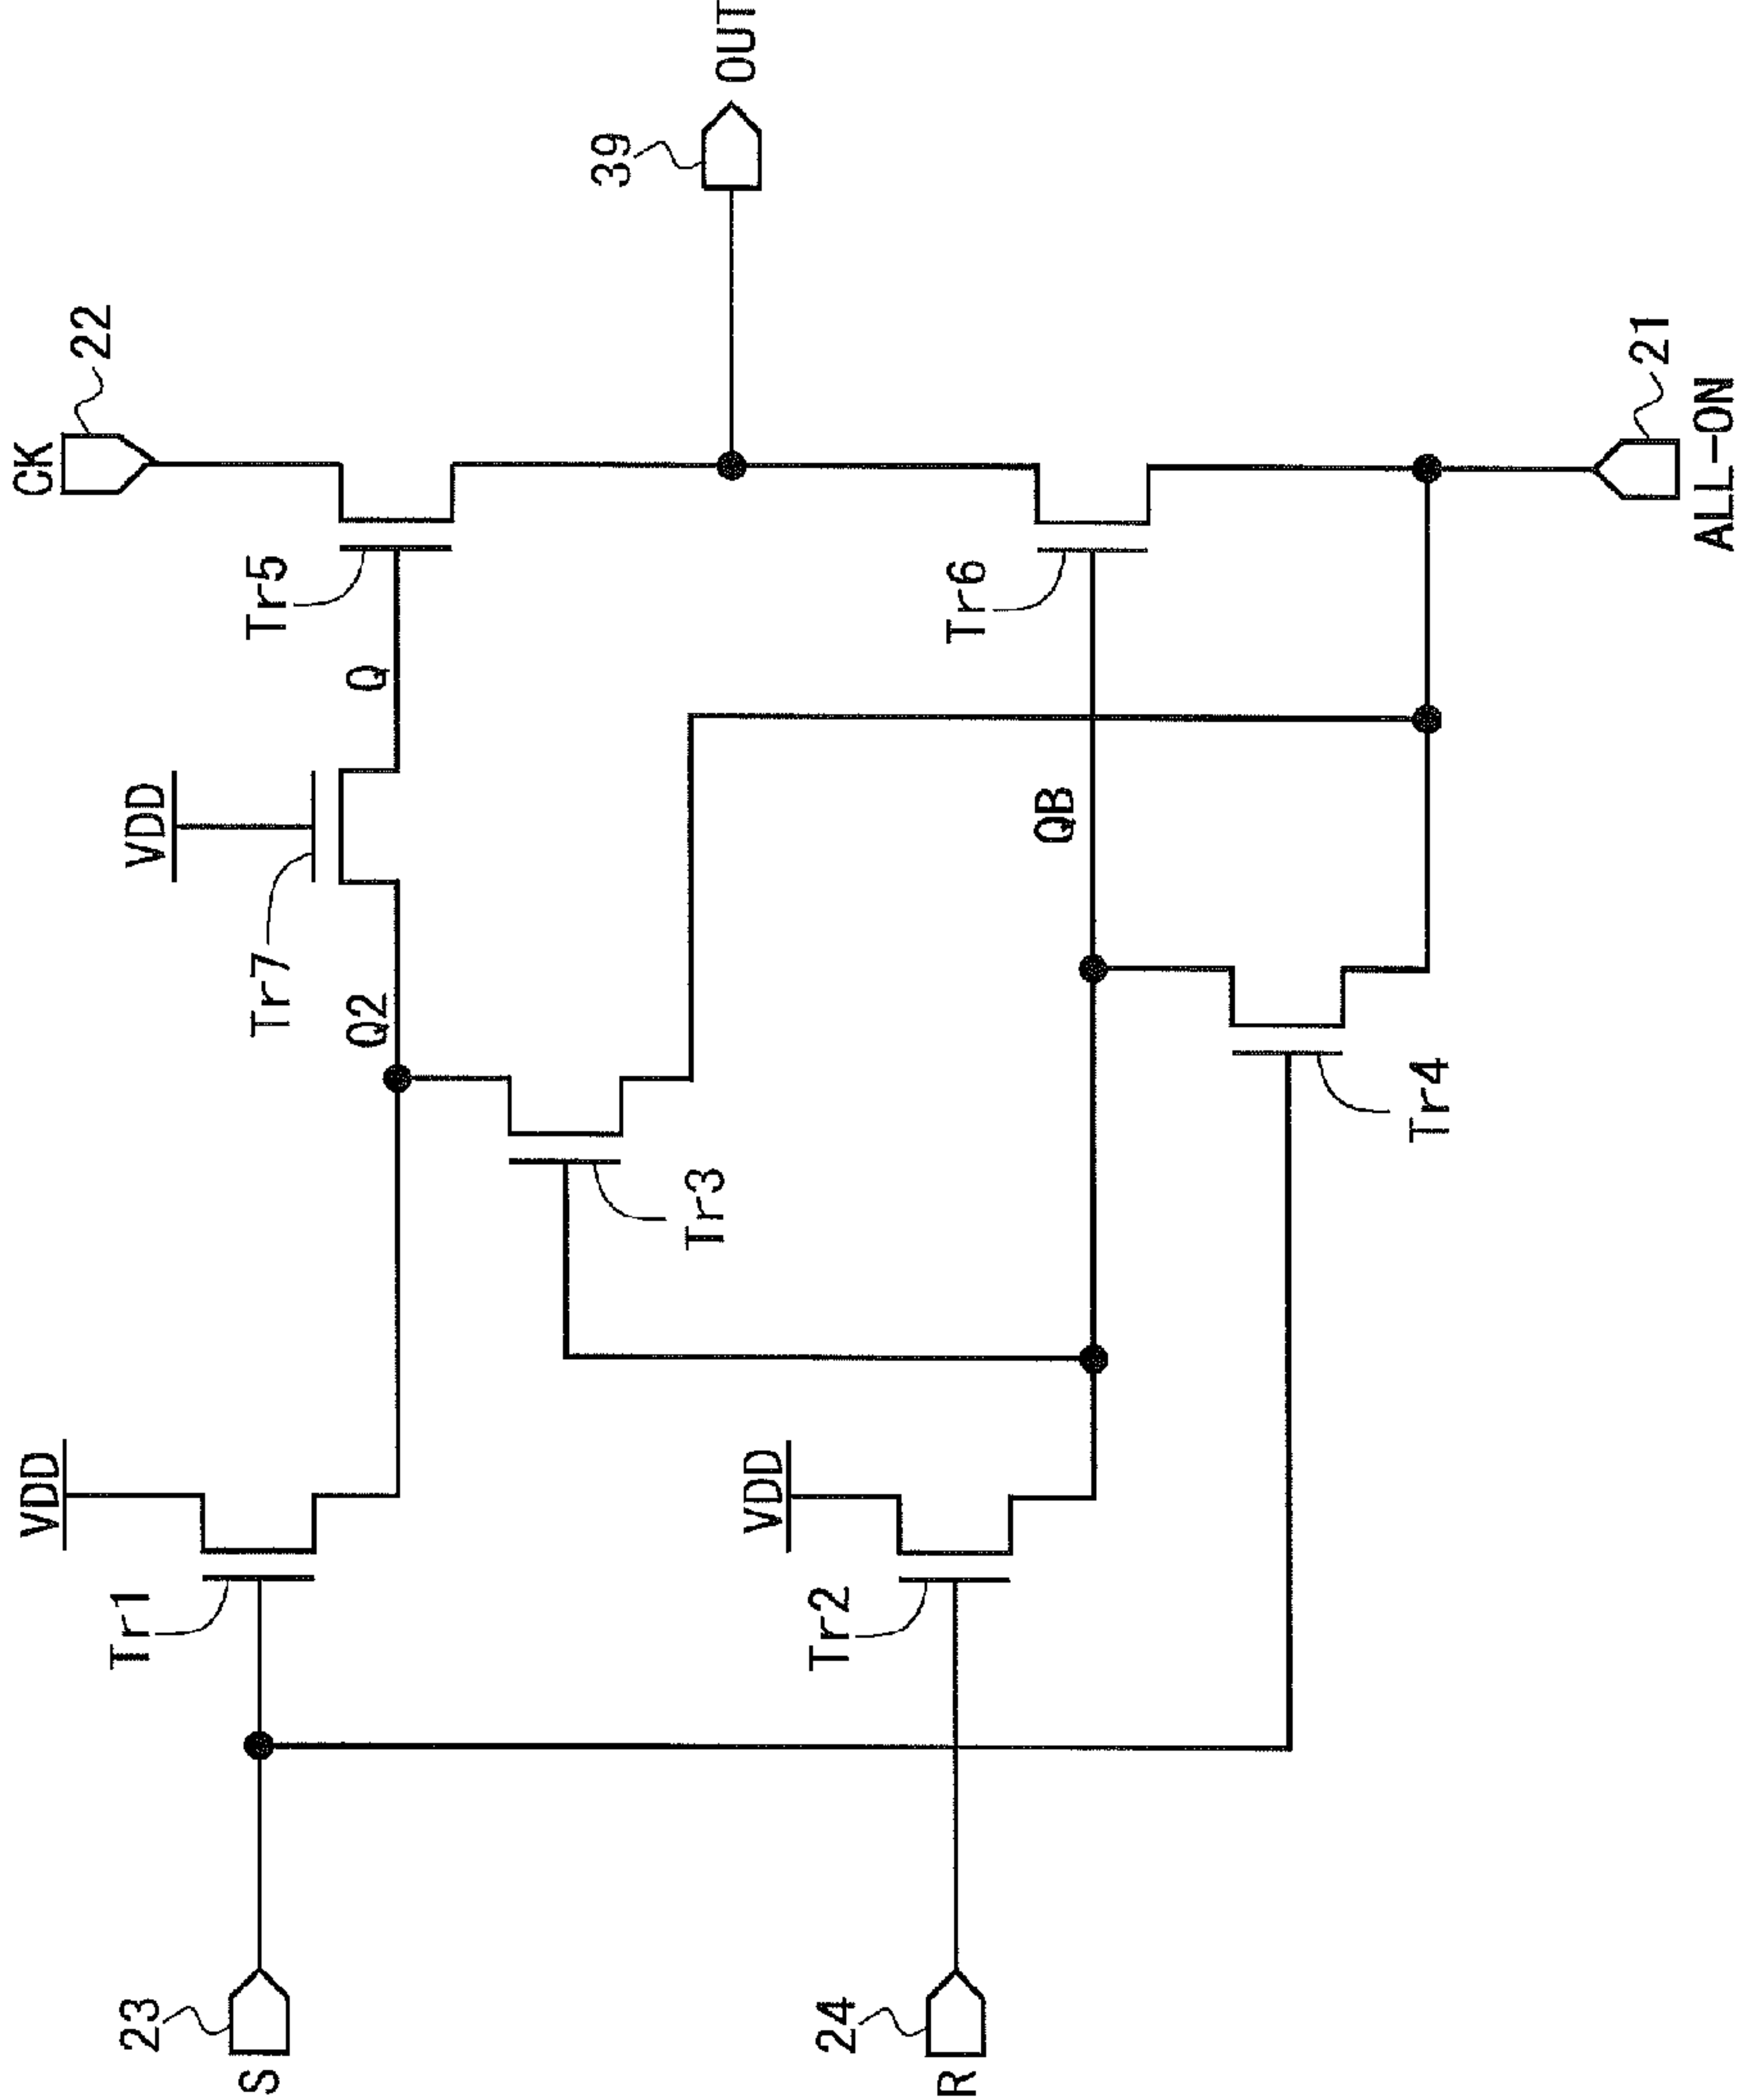 CK
22
39
OUT
VDD
Tr7
Q2
Q
Tr5
VDD
Tr1
23
S
Tr3
QB
Tr6
VDD
Tr2
24
R
Tr4
21
ALL-ON